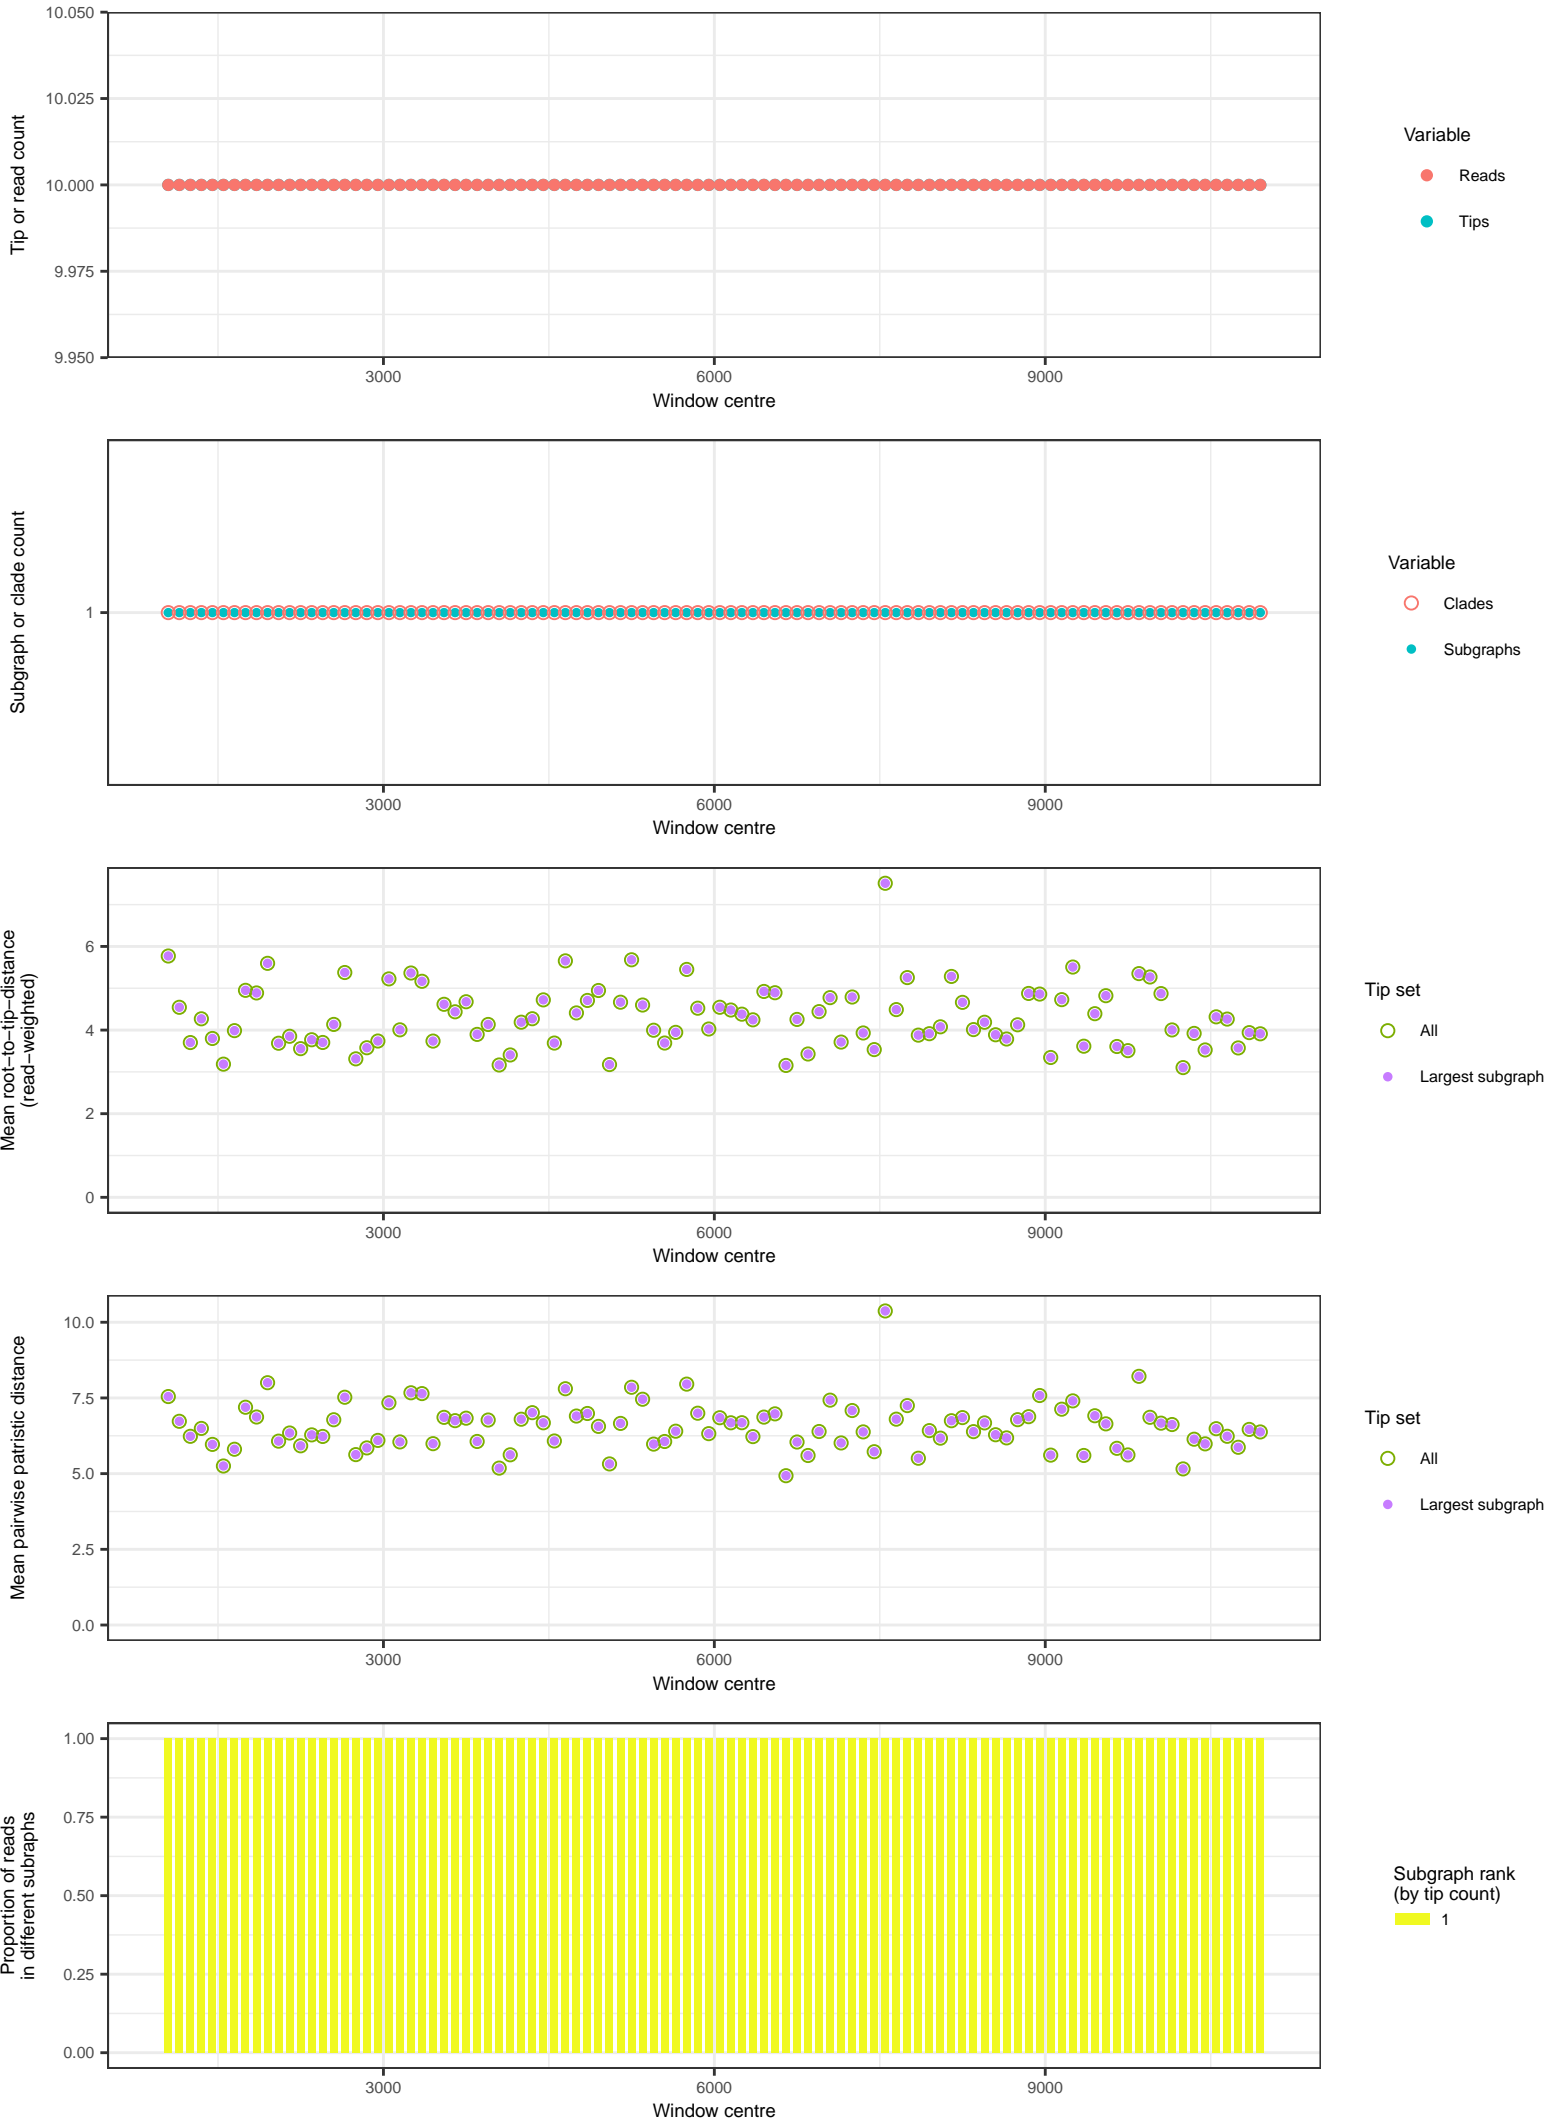 10.050
10.025
10.000
9.975
9.950
Tip or read count
3000
6000
9000
Window centre
Variable
Reads
Tips
1
Subgraph or clade count
3000
6000
9000
Window centre
Variable
Clades
Subgraphs
6
4
2
0
Mean root−to−tip−distance
(read−weighted)
3000
6000
9000
Window centre
Tip set
All
Largest subgraph
10.0
7.5
5.0
2.5
0.0
Mean pairwise patristic distance
3000
6000
9000
Window centre
Tip set
All
Largest subgraph
1.00
0.75
0.50
0.25
0.00
Proportion of reads
in different subraphs
3000
6000
9000
Window centre
Subgraph rank
(by tip count)
1